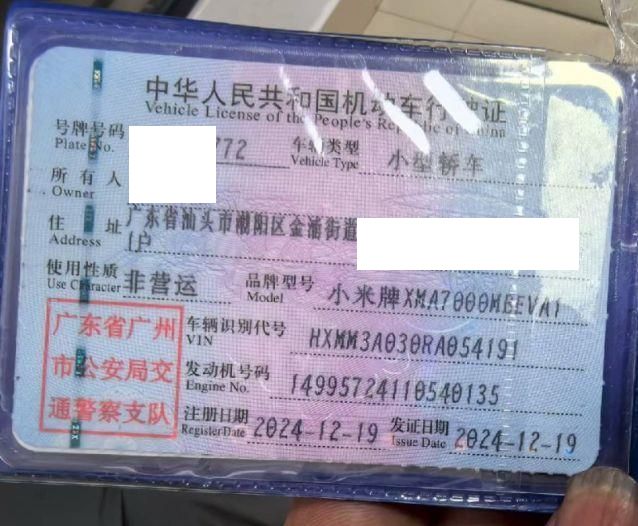 中华人民共和国机动车行驶证
Vehicle License of the People's Republic of China
号牌号码 772 车辆类型 小型轿车
Plate No. Vehicle Type
所有人
Owner
住址 广东省汕头市潮阳区金浦街道
Address 户
使用性质 非营运 品牌型号 小米牌XMA7000MBEVA1
Use Character Model
广东省广州 车辆识别代号 HXMM3A030RA054191
VIN
市公安局交 发动机号码 14995724110540135
Engine No.
通警察支队 注册日期 2024-12-19 发证日期 2024-12-19
Register Date Issue Date